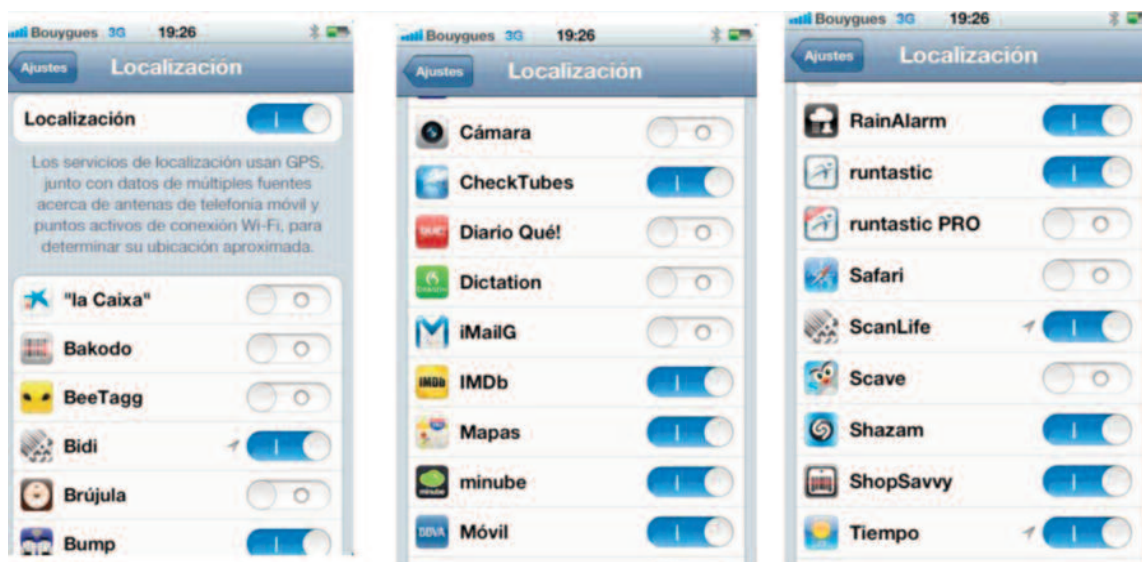 Bouygues 3G 19:26
Ajustes Localización
Localización
Los servicios de localización usan GPS,
junto con datos de múltiples fuentes
acerca de antenas de telefonía móvil y
puntos activos de conexión Wi-Fi, para
determinar su ubicación aproximada.
"la Caixa"
Bakodo
BeeTagg
Bidi
Brújula
Bump
Bouygues 3G 19:26
Ajustes Localización
Cámara
CheckTubes
Diario Qué!
Dictation
iMailG
IMDb IMDb
Mapas
minube minube
BBVA Móvil
Bouygues 3G 19:26
Ajustes Localización
RainAlarm
runtastic
runtastic PRO
Safari
ScanLife
Scave
Shazam
ShopSavvy
Tiempo